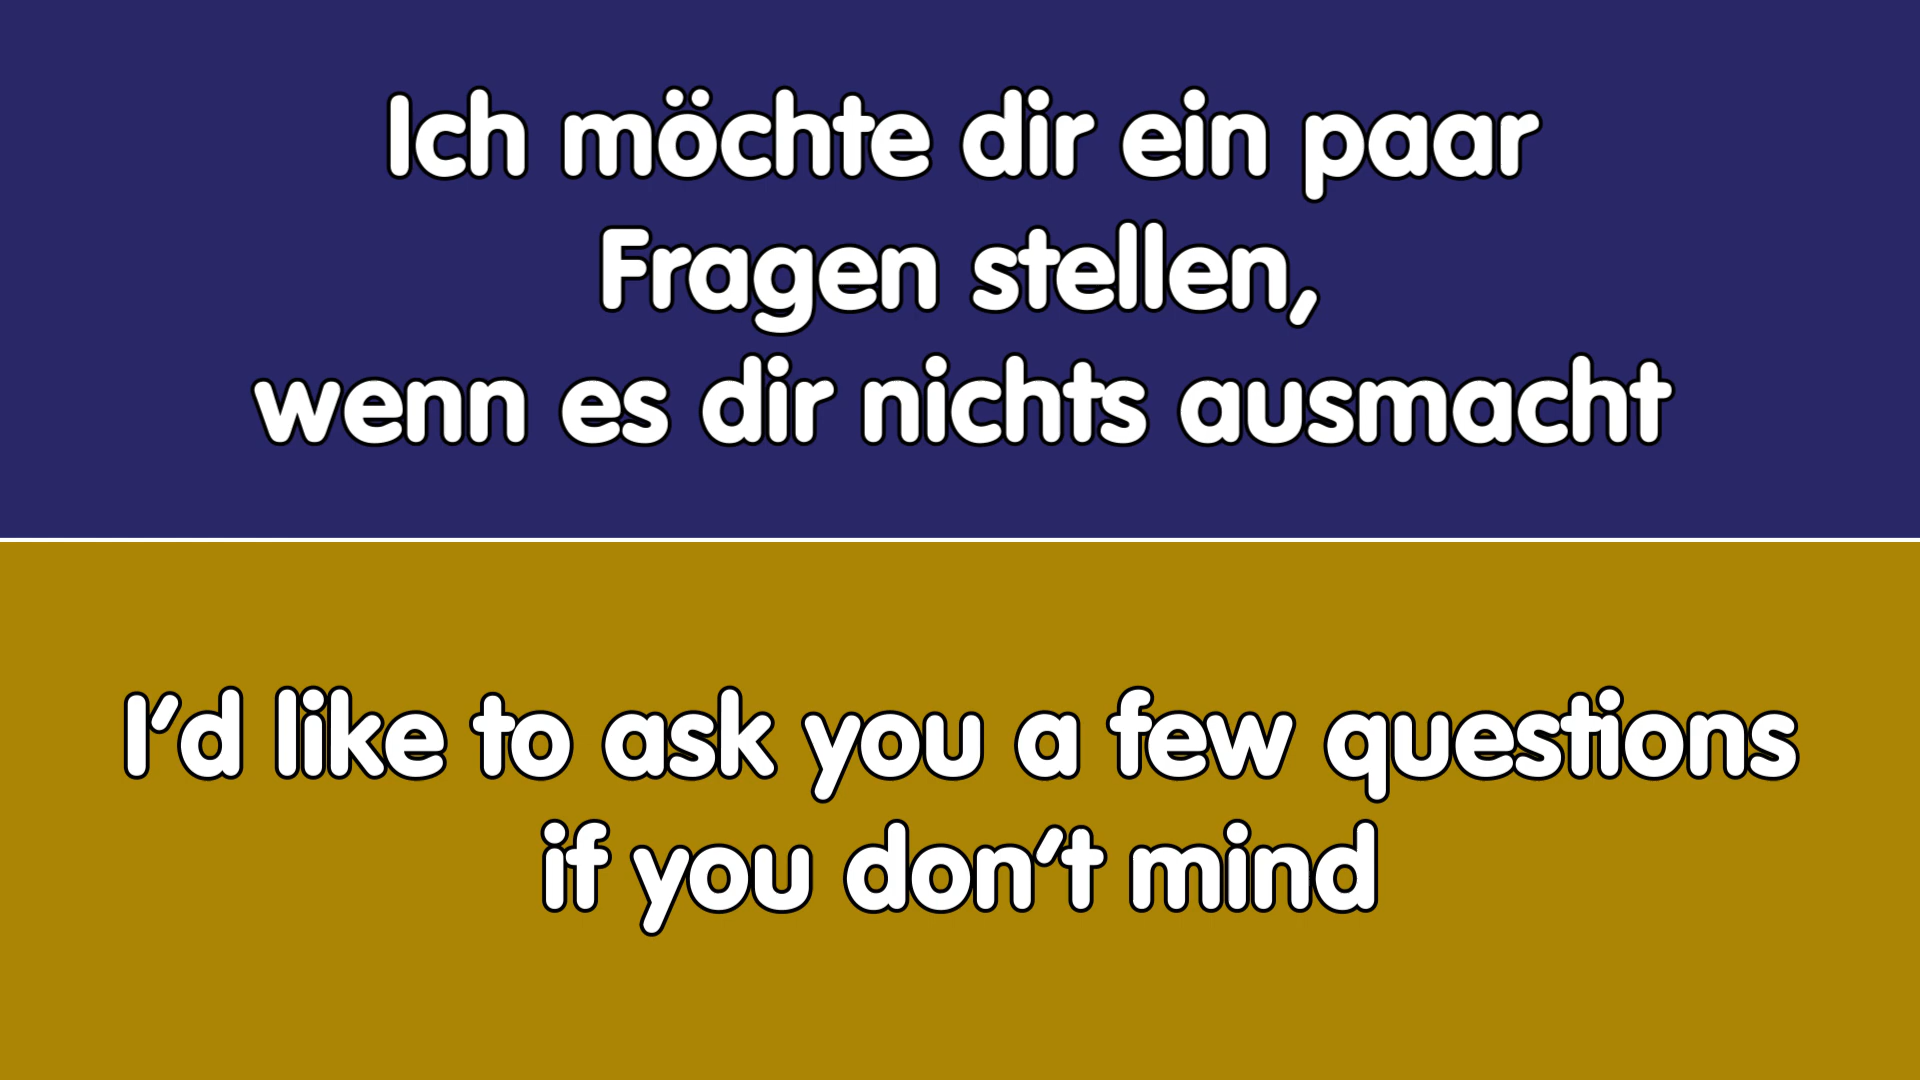 Ich möchte dir ein paar
Fragen stellen,
wenn es dir nichts ausmacht
I'd like to ask you a few questions
if you don't mind